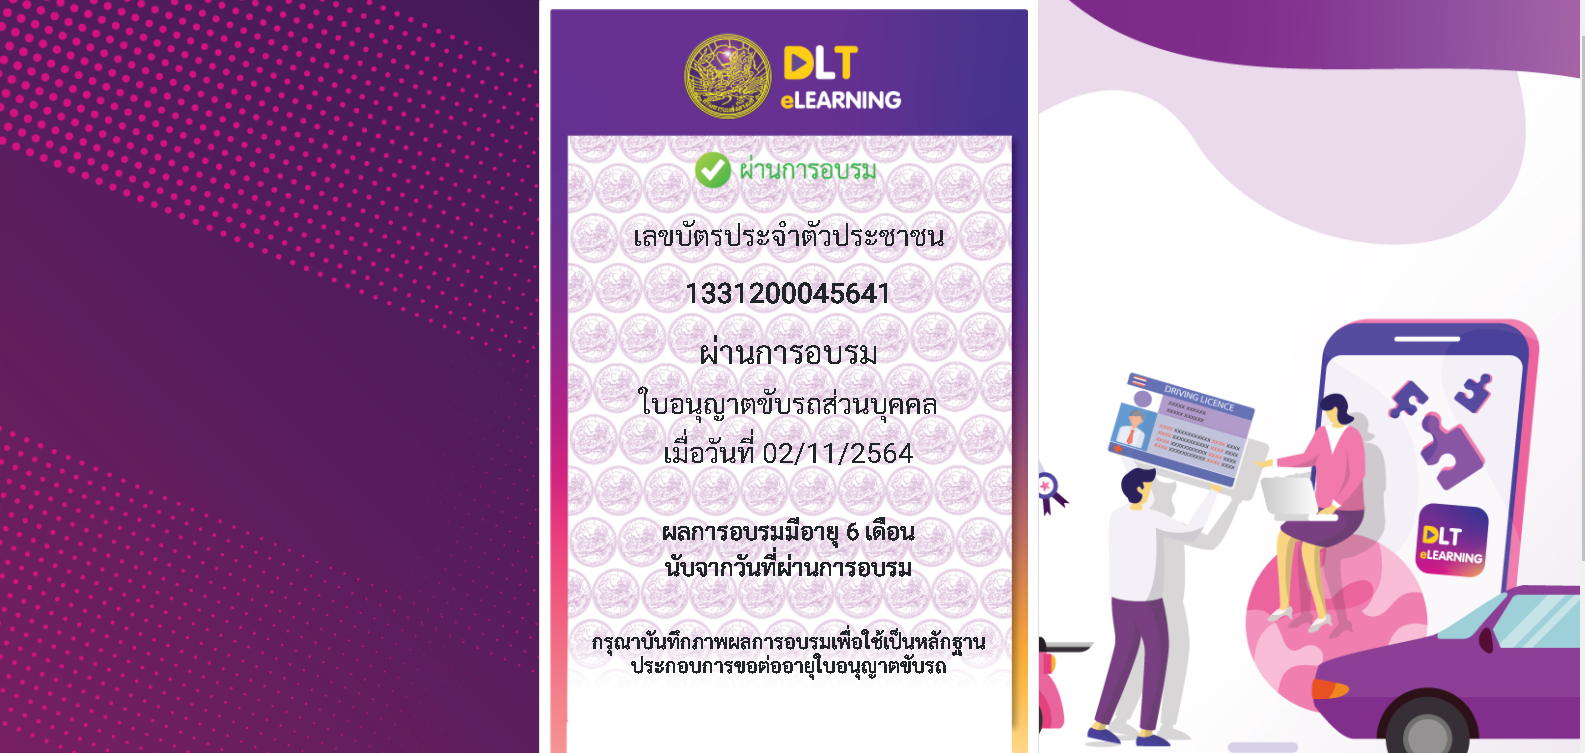 DLT
eLEARNING
ผ่านการอบรม
เลขบัตรประจำตัวประชาชน
1331200045641
ผ่านการอบรม
ใบอนุญาตขับรถส่วนบุคคล
เมื่อวันที่ 02/11/2564
ผลการอบรมมีอายุ 6 เดือน
นับจากวันที่ผ่านการอบรม
กรุณาบันทึกภาพผลการอบรมเพื่อใช้เป็นหลักฐาน
ประกอบการขอต่ออายุใบอนุญาตขับรถ
DRIVING LICENCE
DLT
eLEARNING